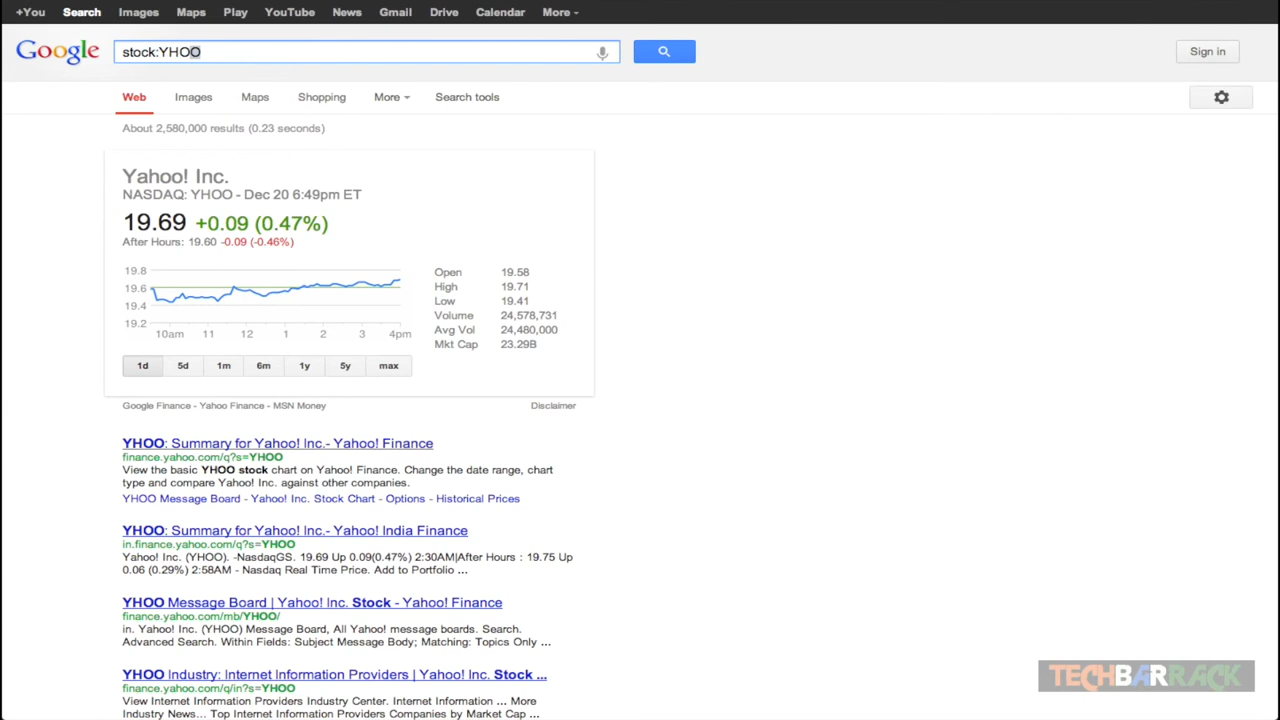 +You Search Images Maps Play YouTube News Gmail Drive Calendar More
Google stock:YHOO Sign in
Web Images Maps Shopping More Search tools
About 2,580,000 results (0.23 seconds)
Yahoo! Inc.
NASDAQ: YHOO - Dec 20 6:49pm ET
19.69 +0.09 (0.47%)
After Hours: 19.60 -0.09 (-0.46%)
19.8
19.6
19.4
19.2
10am 11 12 1 2 3 4pm
Open 19.58
High 19.71
Low 19.41
Volume 24,578,731
Avg Vol 24,480,000
Mkt Cap 23.29B
1d 5d 1m 6m 1y 5y max
Google Finance - Yahoo Finance - MSN Money Disclaimer
YHOO: Summary for Yahoo! Inc.- Yahoo! Finance
finance.yahoo.com/q?s=YHOO
View the basic YHOO stock chart on Yahoo! Finance. Change the date range, chart
type and compare Yahoo! Inc. against other companies.
YHOO Message Board - Yahoo! Inc. Stock Chart - Options - Historical Prices
YHOO: Summary for Yahoo! Inc.- Yahoo! India Finance
in.finance.yahoo.com/q?s=YHOO
Yahoo! Inc. (YHOO). -NasdaqGS. 19.69 Up 0.09(0.47%) 2:30AM|After Hours : 19.75 Up
0.06 (0.29%) 2:58AM - Nasdaq Real Time Price. Add to Portfolio ...
YHOO Message Board | Yahoo! Inc. Stock - Yahoo! Finance
finance.yahoo.com/mb/YHOO/
in. Yahoo! Inc. (YHOO) Message Board, All Yahoo! message boards. Search.
Advanced Search. Within Fields: Subject Message Body; Matching: Topics Only ...
YHOO Industry: Internet Information Providers | Yahoo! Inc. Stock ...
finance.yahoo.com/q/in?s=YHOO
View Internet Information Providers Industry Center. Internet Information ... More
Industry News... Top Internet Information Providers Companies by Market Cap ...
TECHBARRACK